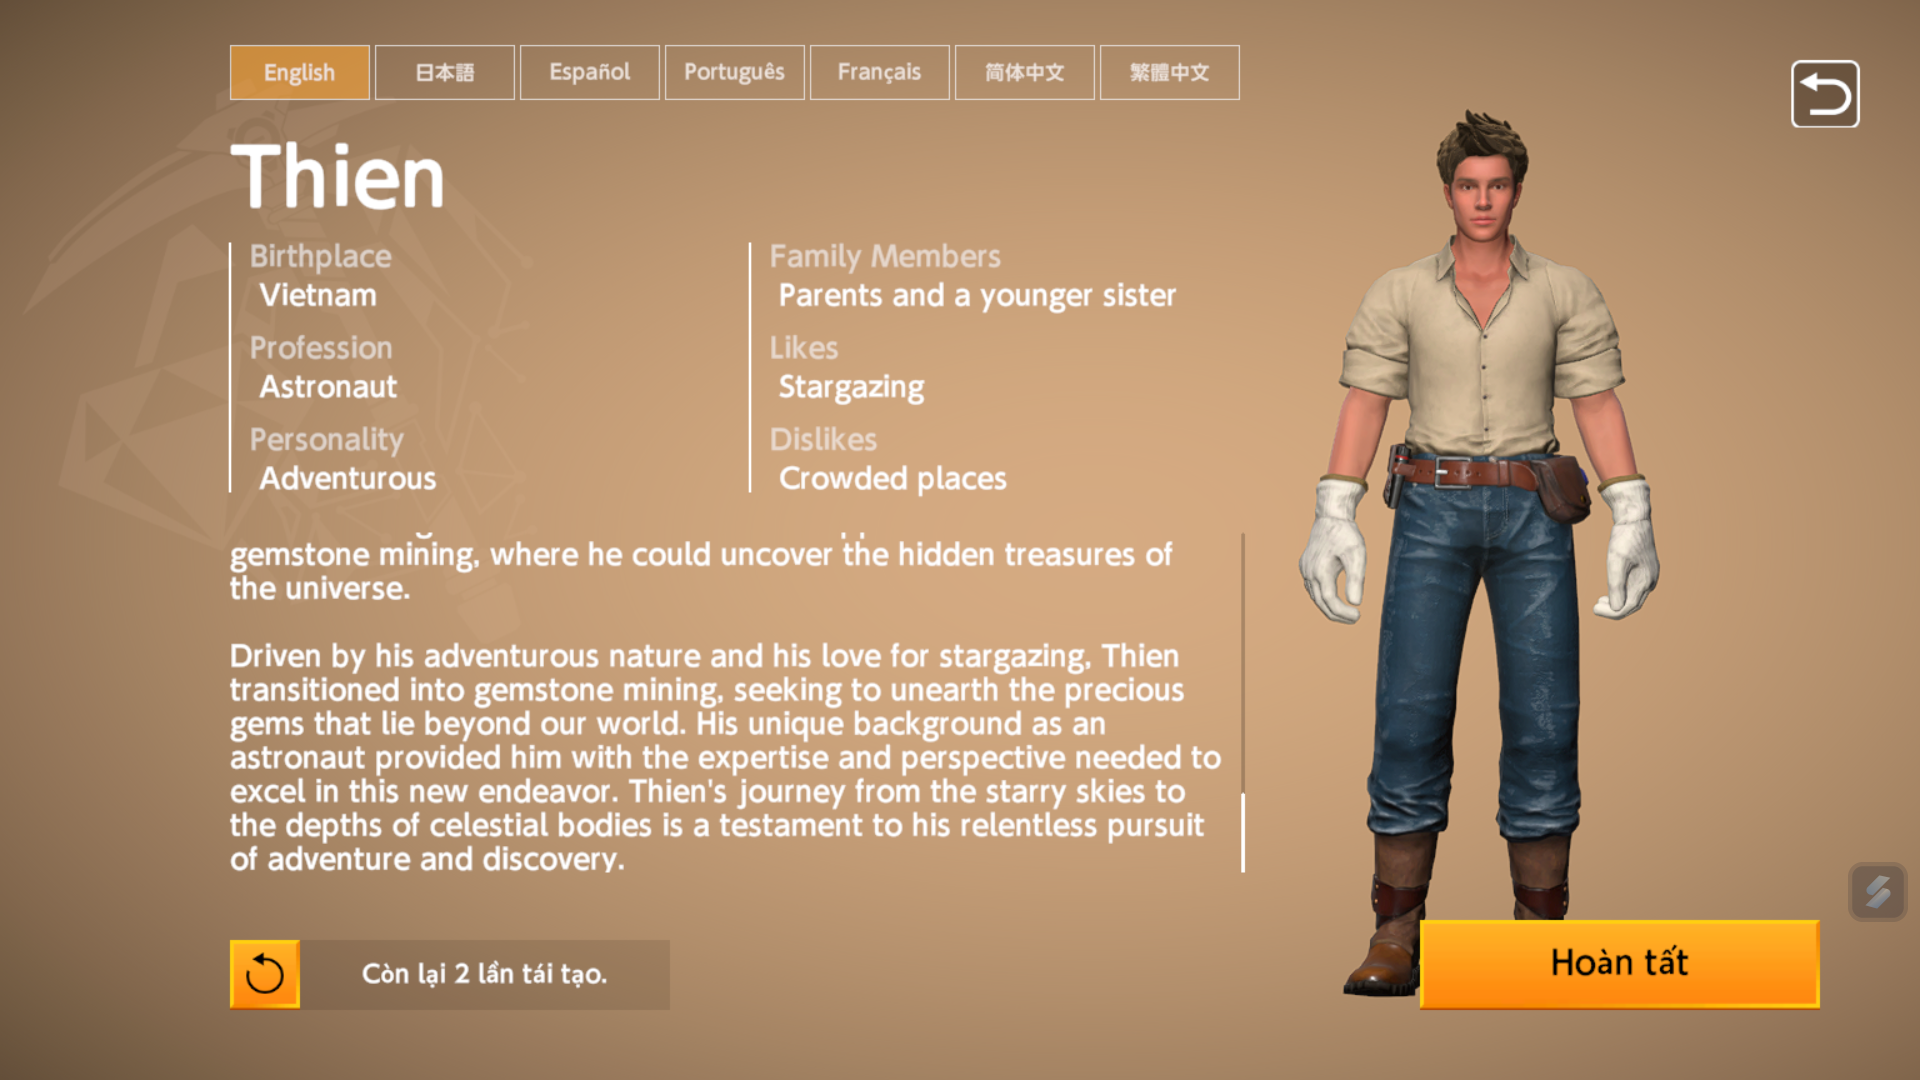 English
日本語
Español
Português
Français
简体中文
繁體中文
Thien
Birthplace
Vietnam
Profession
Astronaut
Personality
Adventurous
Family Members
Parents and a younger sister
Likes
Stargazing
Dislikes
Crowded places
gemstone mining, where he could uncover the hidden treasures of
the universe.
Driven by his adventurous nature and his love for stargazing, Thien
transitioned into gemstone mining, seeking to unearth the precious
gems that lie beyond our world. His unique background as an
astronaut provided him with the expertise and perspective needed to
excel in this new endeavor. Thien's journey from the starry skies to
the depths of celestial bodies is a testament to his relentless pursuit
of adventure and discovery.
Còn lại 2 lần tái tạo.
Hoàn tất